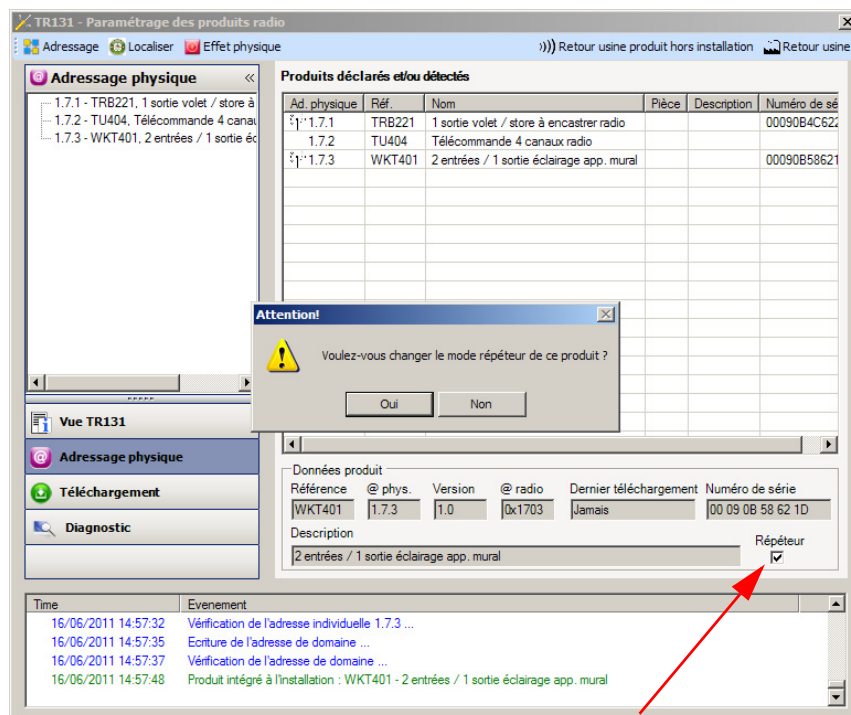 TR131 - Paramétrage des produits radio
Adressage Localiser Effet physique Retour usine produit hors installation Retour usine
Adressage physique
1.7.1 - TRB221, 1 sortie volet / store à
1.7.2 - TU404, Télécommande 4 canau
1.7.3 - WKT401, 2 entrées / 1 sortie éc
Produits déclarés et/ou détectés
Ad. physique Réf. Nom Pièce Description Numéro de sé
1.7.1 TRB221 1 sortie volet / store à encastrer radio 00090B4C622
1.7.2 TU404 Télécommande 4 canaux radio
1.7.3 WKT401 2 entrées / 1 sortie éclairage app. mural 00090B58621
Attention!
Voulez-vous changer le mode répéteur de ce produit ?
Oui Non
Vue TR131
Adressage physique
Téléchargement
Diagnostic
Données produit
Référence @ phys. Version @ radio Dernier téléchargement Numéro de série
WKT401 1.7.3 1.0 0x1703 Jamais 00 09 0B 58 62 1D
Description
Répéteur
2 entrées / 1 sortie éclairage app. mural
Time Evenement
16/06/2011 14:57:32 Vérification de l'adresse individuelle 1.7.3 ...
16/06/2011 14:57:35 Ecriture de l'adresse de domaine ...
16/06/2011 14:57:37 Vérification de l'adresse de domaine ...
16/06/2011 14:57:48 Produit intégré à l'Installation : WKT401 - 2 entrées / 1 sortie éclairage app. mural